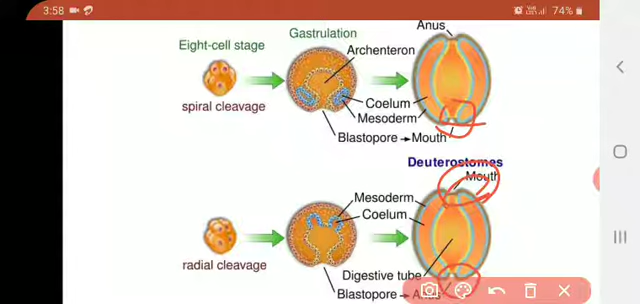 3:58
74%
Anus
Gastrulation
Eight-cell stage
Archenteron
spiral cleavage
Coelum
Mesoderm
Blastopore → Mouth
Deuterostomes
Mouth
Mesoderm
Coelum
radial cleavage
Digestive tube
Blastopore →